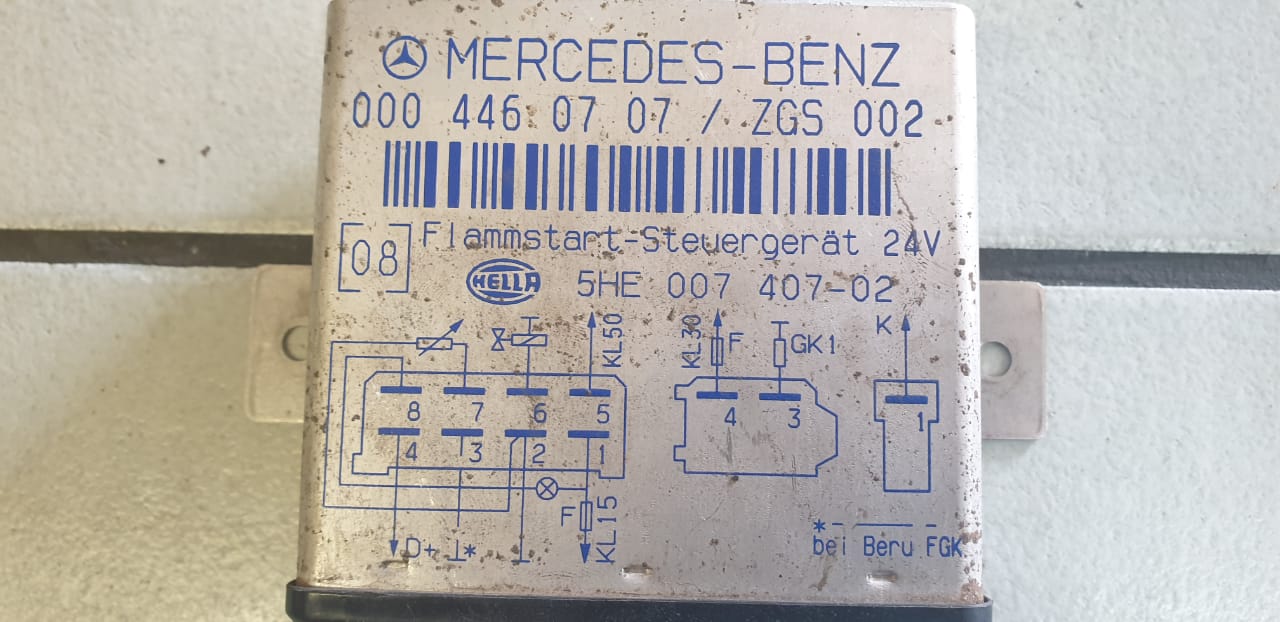 MERCEDES-BENZ
000 446 07 07 / ZGS 002
08 Flammstart-Steuergerät 24V
HELLA 5HE 007 407-02
KL50 KL30 F GK1 K
8 7 6 5 4 3 1
4 3 2 1
F KL15
D+ *
*
bei Beru FGK